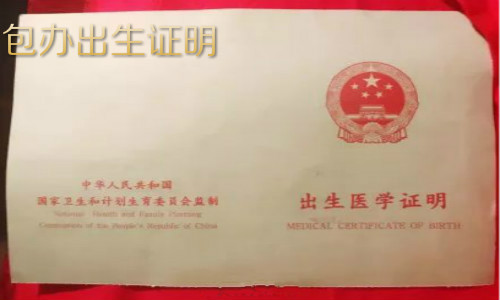 包办出生证明
中华人民共和国
国家卫生和计划生育委员会监制
National Health and Family Planning
Commission of the People's Republic of China
出生医学证明
MEDICAL CERTIFICATE OF BIRTH